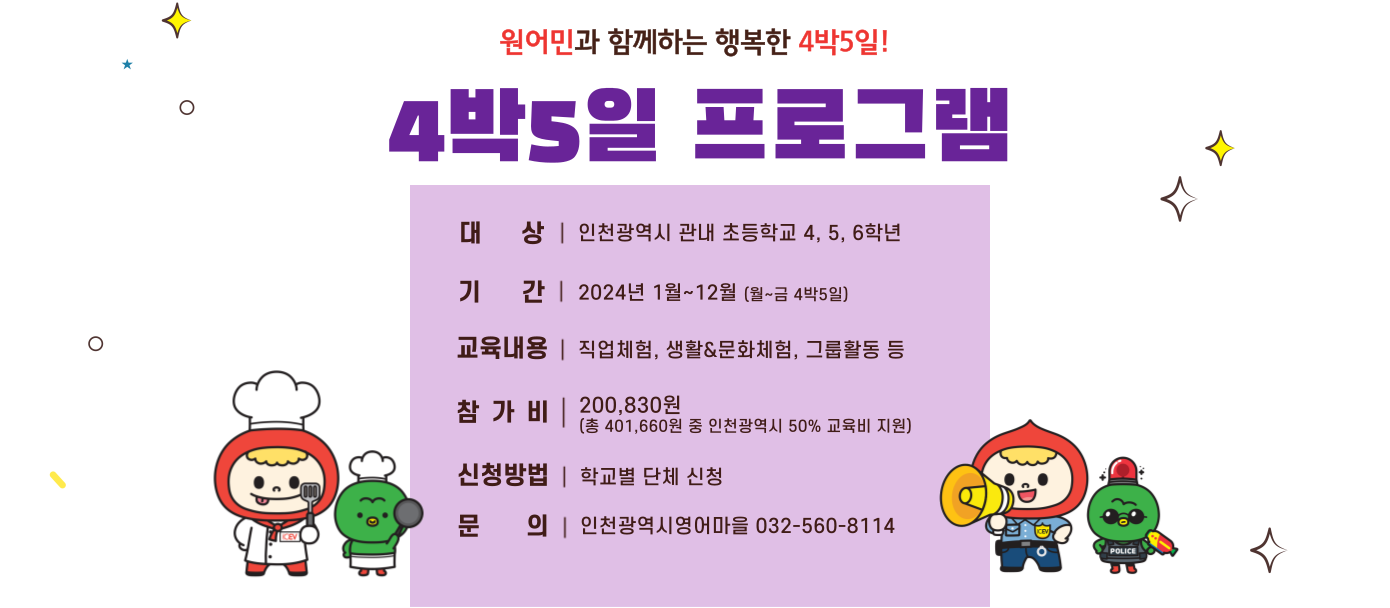 원어민과 함께하는 행복한 4박5일!
4박5일 프로그램
대 상 | 인천광역시 관내 초등학교 4, 5, 6학년
기 간 | 2024년 1월~12월 (월~금 4박5일)
교육내용 | 직업체험, 생활&문화체험, 그룹활동 등
참 가 비 | 200,830원
(총 401,660원 중 인천광역시 50% 교육비 지원)
신청방법 | 학교별 단체 신청
문 의 | 인천광역시영어마을 032-560-8114
ICEV
ICEV
POLICE